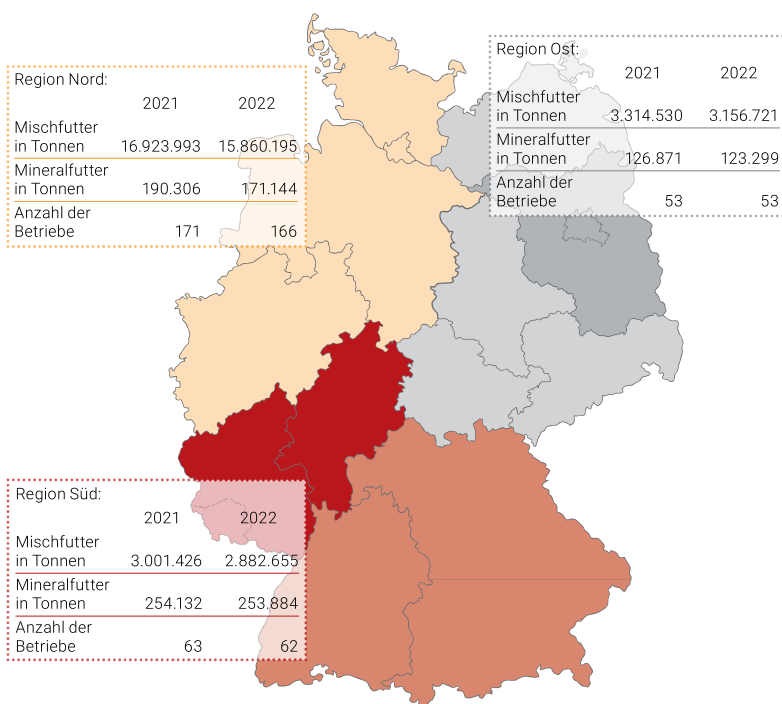 Region Nord:
2021 2022
Mischfutter
in Tonnen 16.923.993 15.860.195
Mineralfutter
in Tonnen 190.306 171.144
Anzahl der
Betriebe 171 166
Region Ost:
2021 2022
Mischfutter
in Tonnen 3.314.530 3.156.721
Mineralfutter
in Tonnen 126.871 123.299
Anzahl der
Betriebe 53 53
Region Süd:
2021 2022
Mischfutter
in Tonnen 3.001.426 2.882.655
Mineralfutter
in Tonnen 254.132 253.884
Anzahl der
Betriebe 63 62